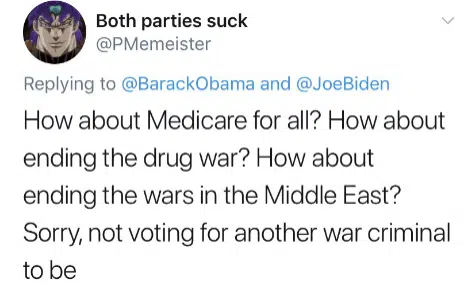 Both parties suck
@PMemeister
Replying to @BarackObama and @JoeBiden
How about Medicare for all? How about
ending the drug war? How about
ending the wars in the Middle East?
Sorry, not voting for another war criminal
to be